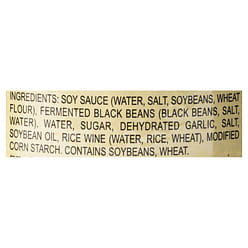 INGREDIENTS: SOY SAUCE (WATER, SALT, SOYBEANS, WHEAT
FLOUR), FERMENTED BLACK BEANS (BLACK BEANS, SALT,
WATER), WATER, SUGAR, DEHYDRATED GARLIC, SALT,
SOYBEAN OIL, RICE WINE (WATER, RICE, WHEAT), MODIFIED
CORN STARCH. CONTAINS SOYBEANS, WHEAT.